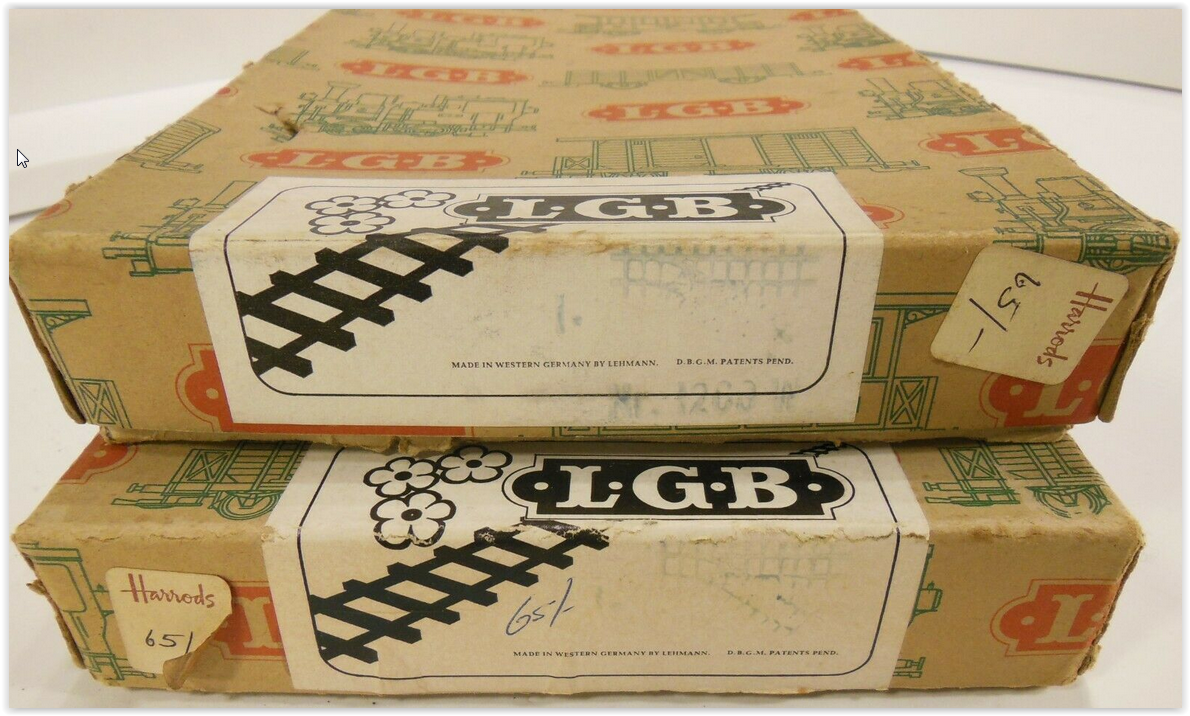 L·G·B
L·G·B
L·G·B
L·G·B
L·G·B
L·G·B
L·G·B
Harrods
65/-
MADE IN WESTERN GERMANY BY LEHMANN. D.B.G.M. PATENTS PEND.
L·G·B
Harrods
65/
65/-
MADE IN WESTERN GERMANY BY LEHMANN. D.B.G.M. PATENTS PEND.